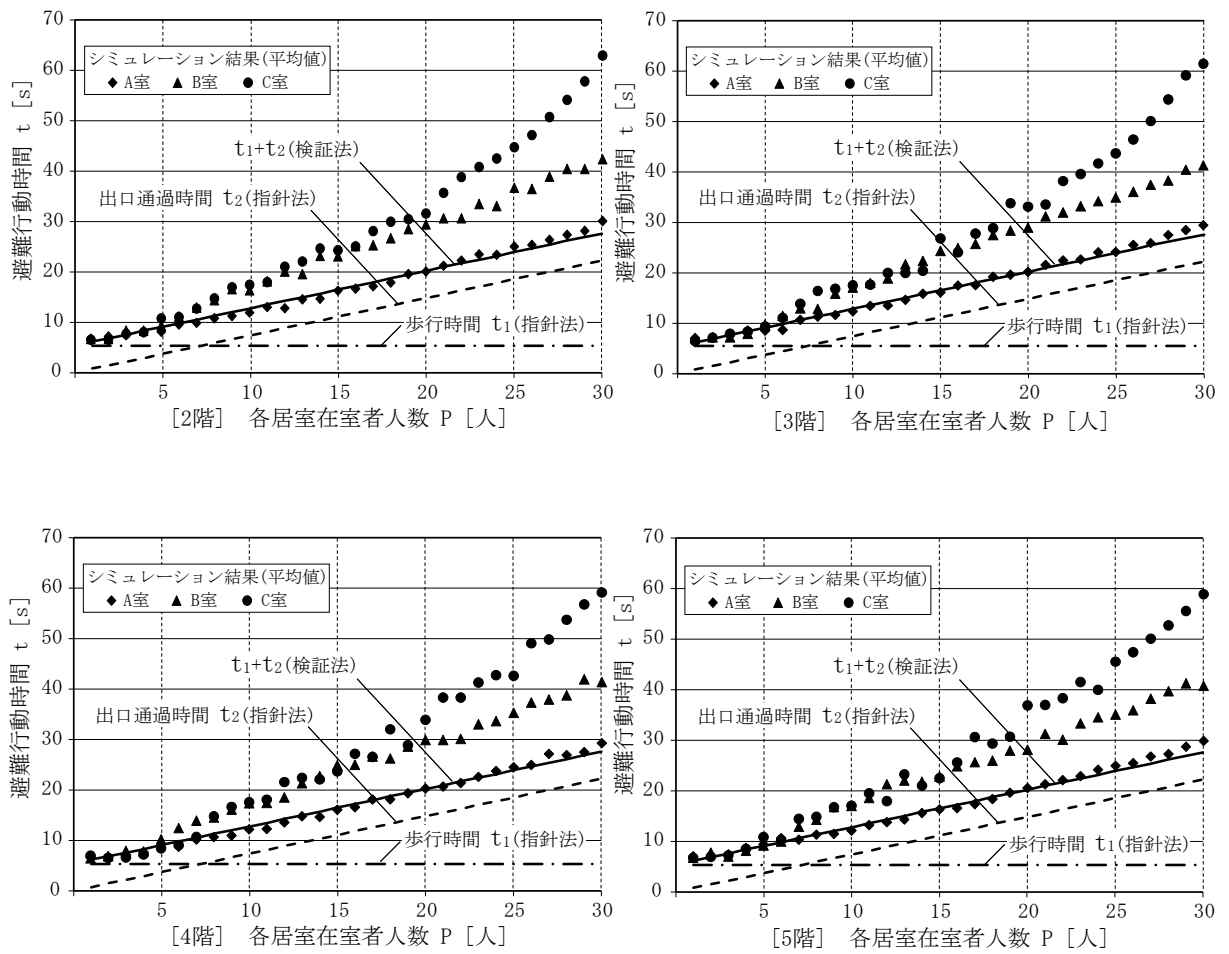 70
60
50
40
30
20
10
0
避難行動時間 t [s]
シミュレーション結果(平均値)
A室 B室 C室
t1+t2(検証法)
出口通過時間 t2(指針法)
歩行時間 t1(指針法)
5 10 15 20 25 30
[2階] 各居室在室者人数 P [人]
70
60
50
40
30
20
10
0
避難行動時間 t [s]
シミュレーション結果(平均値)
A室 B室 C室
t1+t2(検証法)
出口通過時間 t2(指針法)
歩行時間 t1(指針法)
5 10 15 20 25 30
[3階] 各居室在室者人数 P [人]
70
60
50
40
30
20
10
0
避難行動時間 t [s]
シミュレーション結果(平均値)
A室 B室 C室
t1+t2(検証法)
出口通過時間 t2(指針法)
歩行時間 t1(指針法)
5 10 15 20 25 30
[4階] 各居室在室者人数 P [人]
70
60
50
40
30
20
10
0
避難行動時間 t [s]
シミュレーション結果(平均値)
A室 B室 C室
t1+t2(検証法)
出口通過時間 t2(指針法)
歩行時間 t1(指針法)
5 10 15 20 25 30
[5階] 各居室在室者人数 P [人]